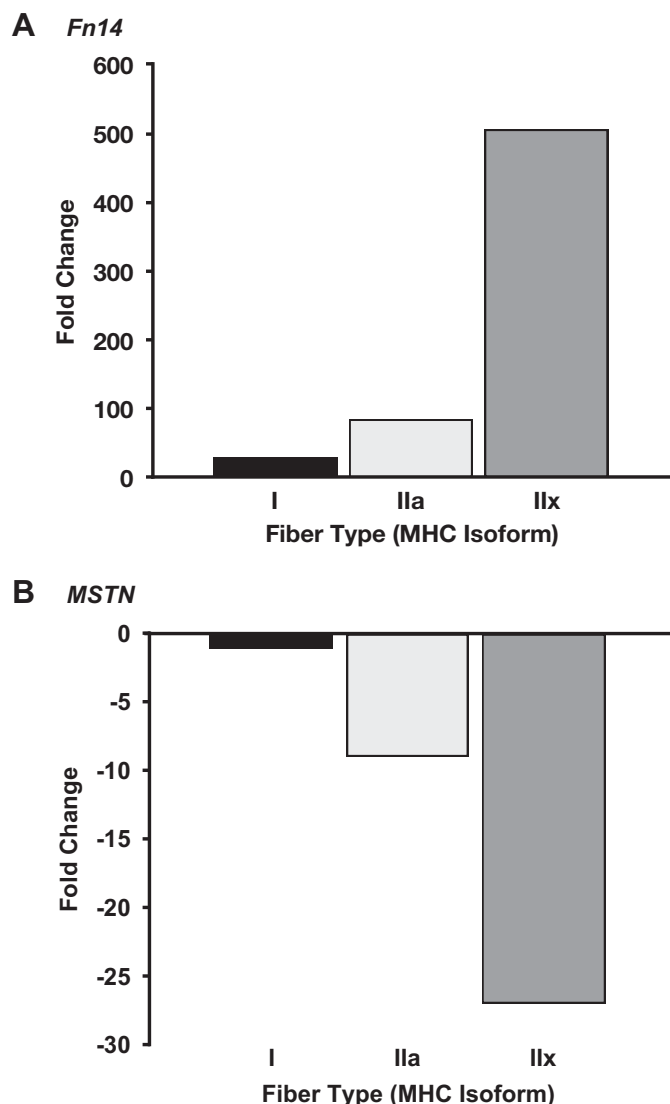 A Fn14
600
500
400
300
200
100
0
Fold Change
I IIa IIx
Fiber Type (MHC Isoform)
B MSTN
0
-5
-10
-15
-20
-25
-30
Fold Change
I IIa IIx
Fiber Type (MHC Isoform)